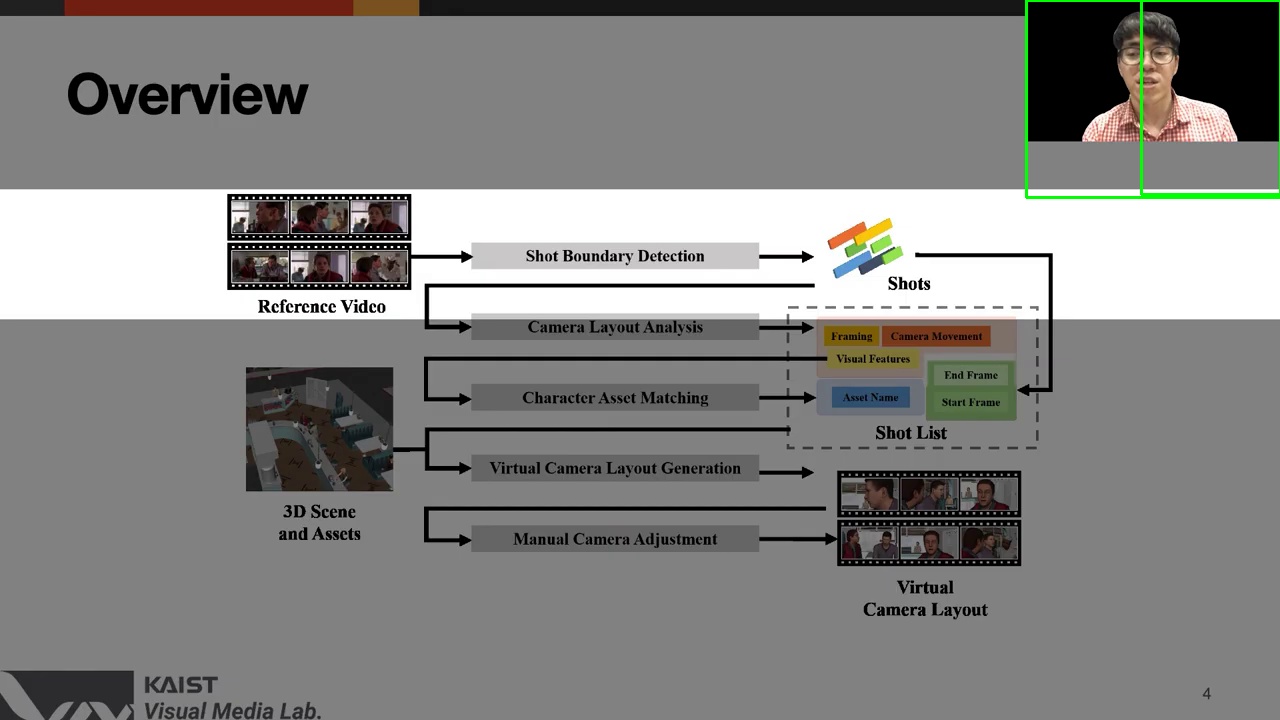 Overview
Shot Boundary Detection
Shots
Reference Video
Camera Layout Analysis
Framing
Camera Movement
Visual Features
End Frame
Character Asset Matching
Asset Name
Start Frame
Shot List
Virtual Camera Layout Generation
3D Scene
and Assets
Manual Camera Adjustment
Virtual
Camera Layout
KAIST
Visual Media Lab.
4